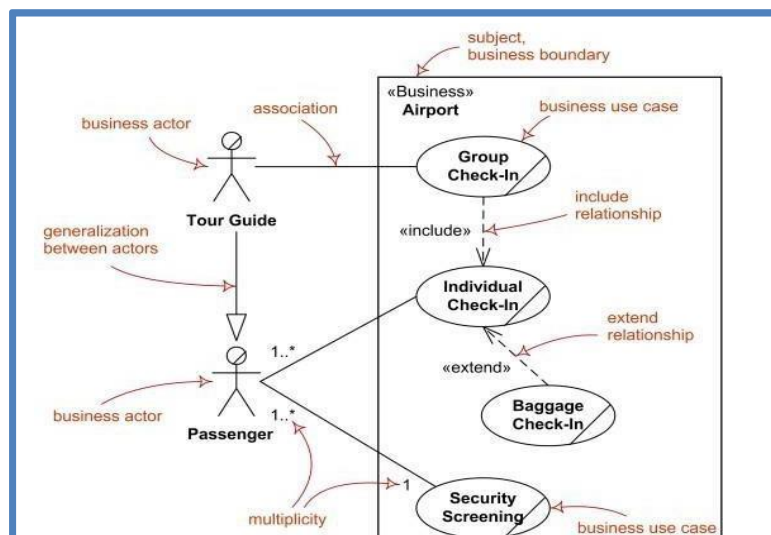 subject,
business boundary
«Business»
Airport
business use case
association
business actor
Group
Check-In
Tour Guide
include
relationship
«include»
generalization
between actors
Individual
Check-In
1..*
extend
relationship
«extend»
business actor
Baggage
Check-In
1..*
Passenger
1
Security
Screening
multiplicity
business use case